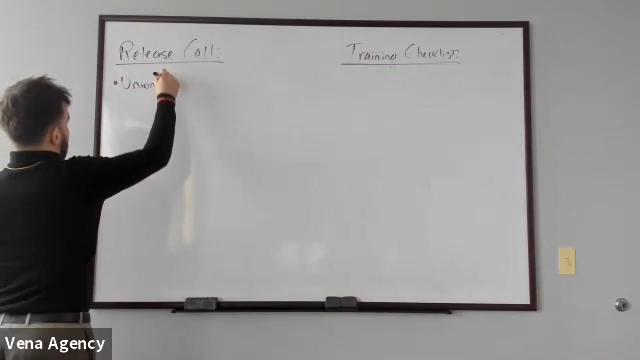 Release Call:
Training Checklist:
• Union
Vena Agency